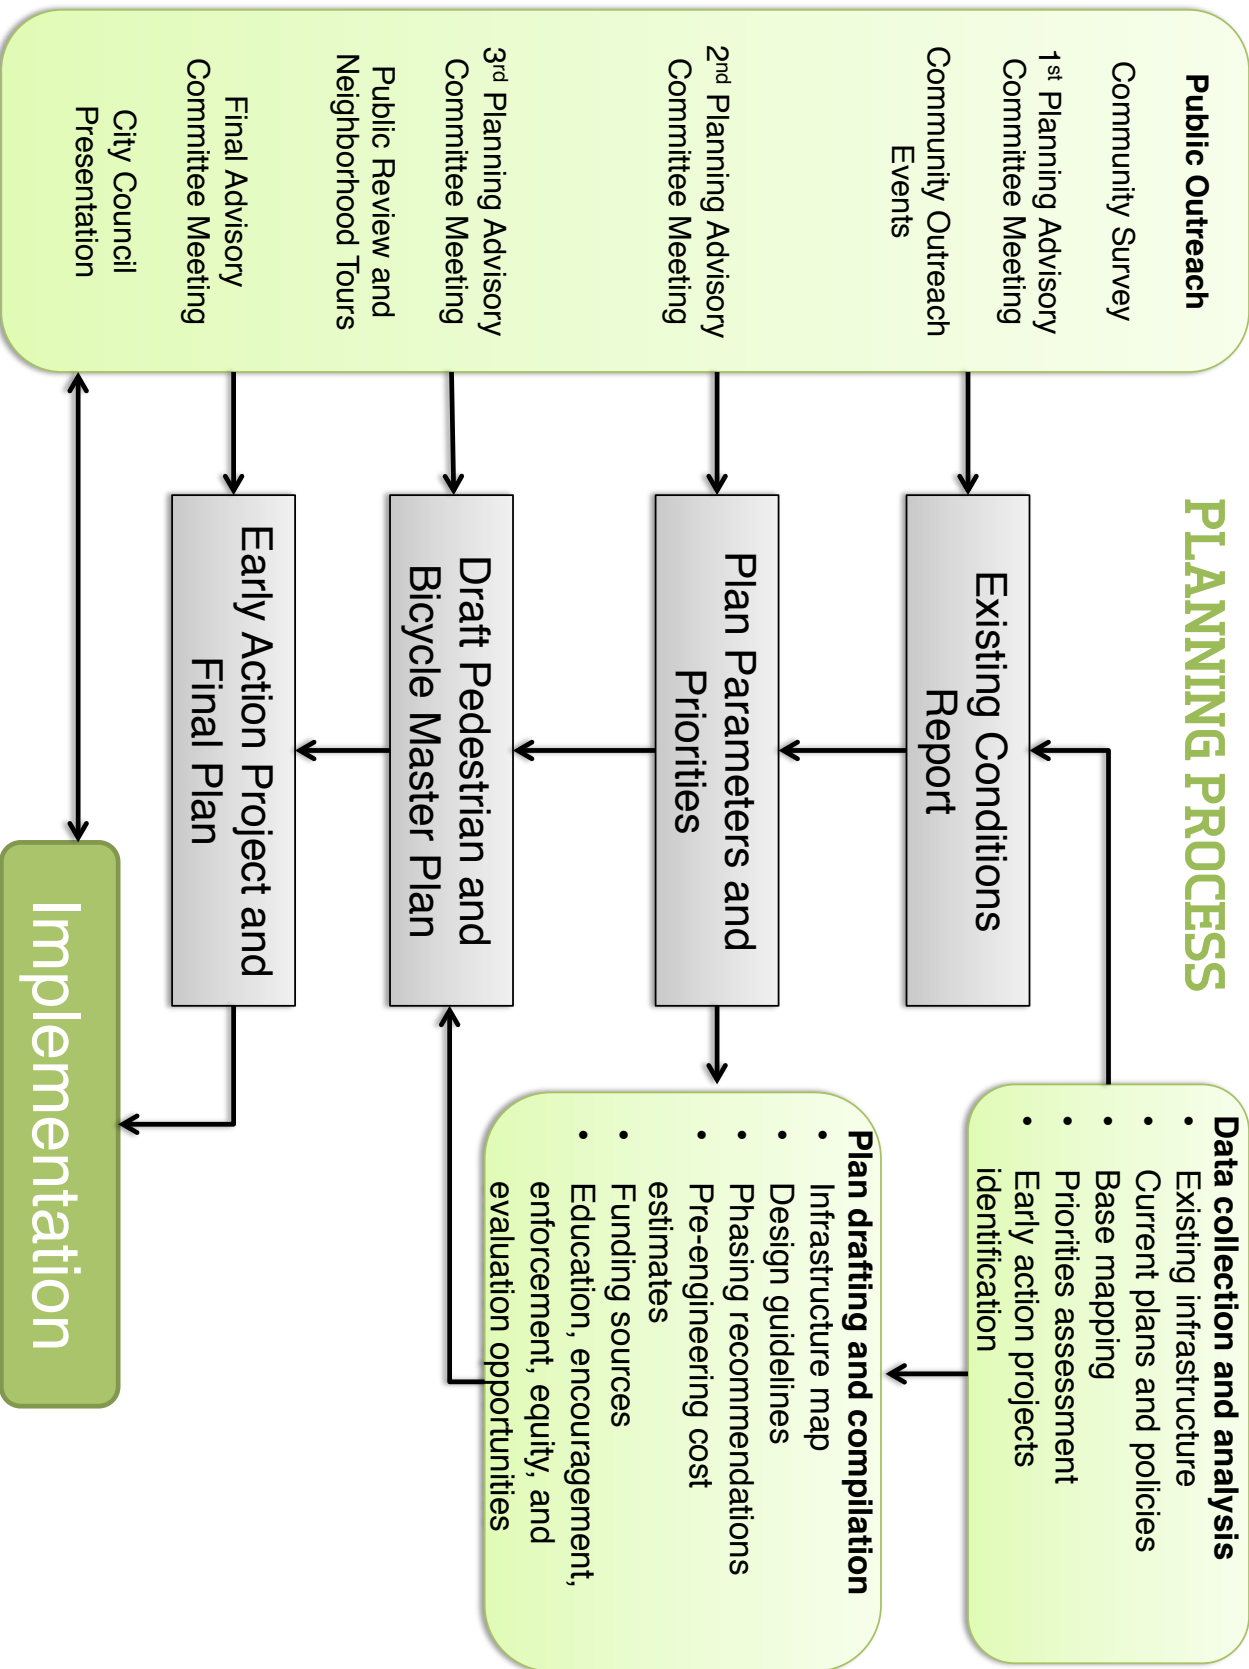 PLANNING PROCESS
Public Outreach
Community Survey
1st Planning Advisory
Committee Meeting
Community Outreach
Events
2nd Planning Advisory
Committee Meeting
3rd Planning Advisory
Committee Meeting
Public Review and
Neighborhood Tours
Final Advisory
Committee Meeting
City Council
Presentation
Existing Conditions
Report
Plan Parameters and
Priorities
Draft Pedestrian and
Bicycle Master Plan
Early Action Project and
Final Plan
Data collection and analysis
• Existing infrastructure
• Current plans and policies
• Base mapping
• Priorities assessment
• Early action projects
identification
Plan drafting and compilation
• Infrastructure map
• Design guidelines
• Phasing recommendations
• Pre-engineering cost
estimates
• Funding sources
• Education, encouragement,
enforcement, equity, and
evaluation opportunities
Implementation